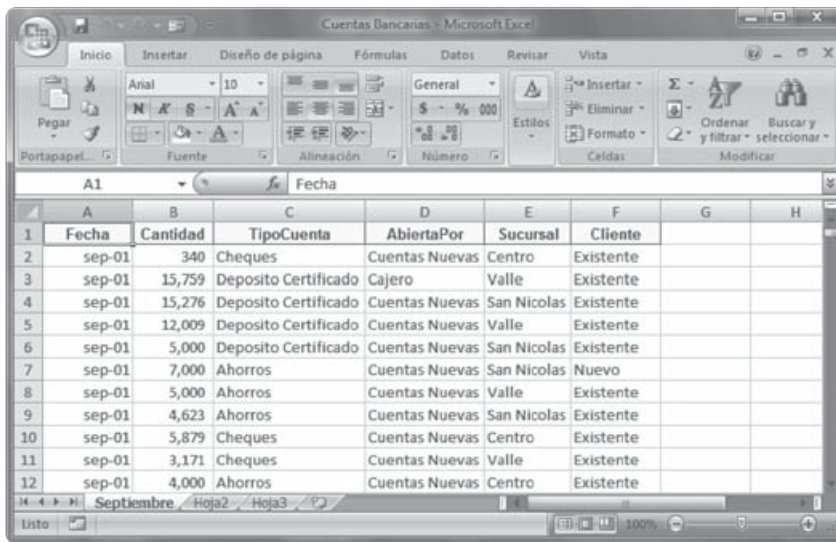 Cuentas Bancarias - Microsoft Excel
Inicio Insertar Diseño de página Fórmulas Datos Revisar Vista
Pegar
Portapapel...
Arial 10
N K S A A
A
Fuente
Alineación
General
$ % 000
Número
Estilos
Insertar
Eliminar
Formato
Celdas
Σ
Ordenar y filtrar
Buscar y seleccionar
Modificar
A1 fx Fecha
A B C D E F G H
1 Fecha Cantidad TipoCuenta AbiertaPor Sucursal Cliente
2 sep-01 340 Cheques Cuentas Nuevas Centro Existente
3 sep-01 15,759 Deposito Certificado Cajero Valle Existente
4 sep-01 15,276 Deposito Certificado Cuentas Nuevas San Nicolas Existente
5 sep-01 12,009 Deposito Certificado Cuentas Nuevas Valle Existente
6 sep-01 5,000 Deposito Certificado Cuentas Nuevas San Nicolas Existente
7 sep-01 7,000 Ahorros Cuentas Nuevas San Nicolas Nuevo
8 sep-01 5,000 Ahorros Cuentas Nuevas Valle Existente
9 sep-01 4,623 Ahorros Cuentas Nuevas San Nicolas Existente
10 sep-01 5,879 Cheques Cuentas Nuevas Centro Existente
11 sep-01 3,171 Cheques Cuentas Nuevas Valle Existente
12 sep-01 4,000 Ahorros Cuentas Nuevas Centro Existente
Septiembre Hoja2 Hoja3
Listo 100%